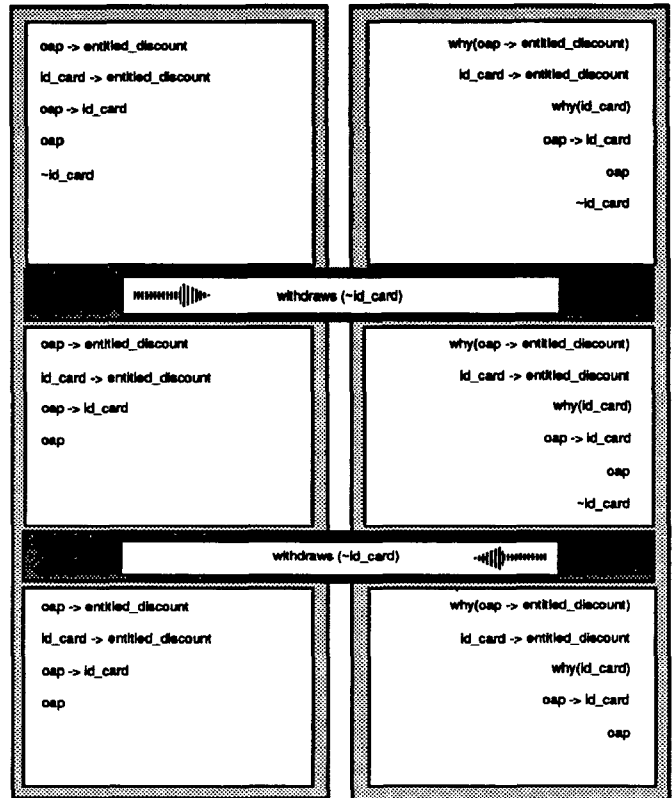 oap -> entitled_discount
id_card -> entitled_discount
oap -> id_card
oap
~id_card
why(oap -> entitled_discount)
id_card -> entitled_discount
why(id_card)
oap -> id_card
oap
~id_card
withdraws (~id_card)
oap -> entitled_discount
id_card -> entitled_discount
oap -> id_card
oap
why(oap -> entitled_discount)
id_card -> entitled_discount
why(id_card)
oap -> id_card
oap
~id_card
withdraws (~id_card)
oap -> entitled_discount
id_card -> entitled_discount
oap -> id_card
oap
why(oap -> entitled_discount)
id_card -> entitled_discount
why(id_card)
oap -> id_card
oap